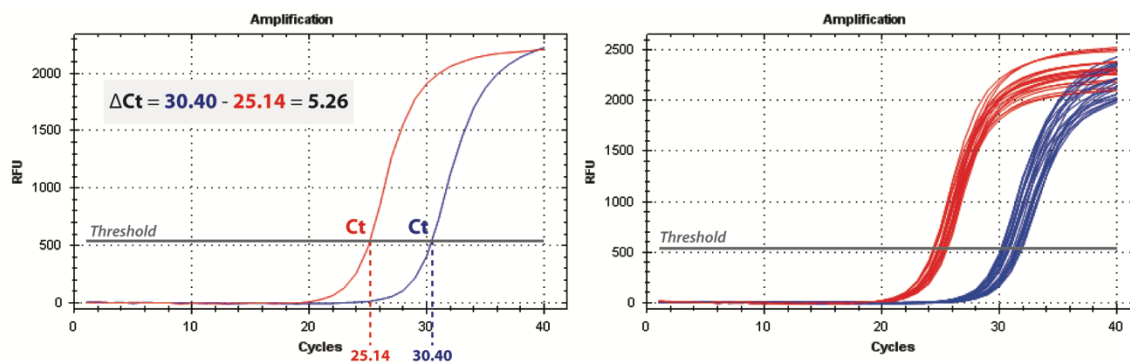 Amplification
2000
1500
1000
500
0
RFU
ΔCt = 30.40 - 25.14 = 5.26
Ct
Ct
Threshold
0
10
20
30
40
Cycles
25.14
30.40
Amplification
2500
2000
1500
1000
500
0
RFU
Threshold
0
10
20
30
40
Cycles